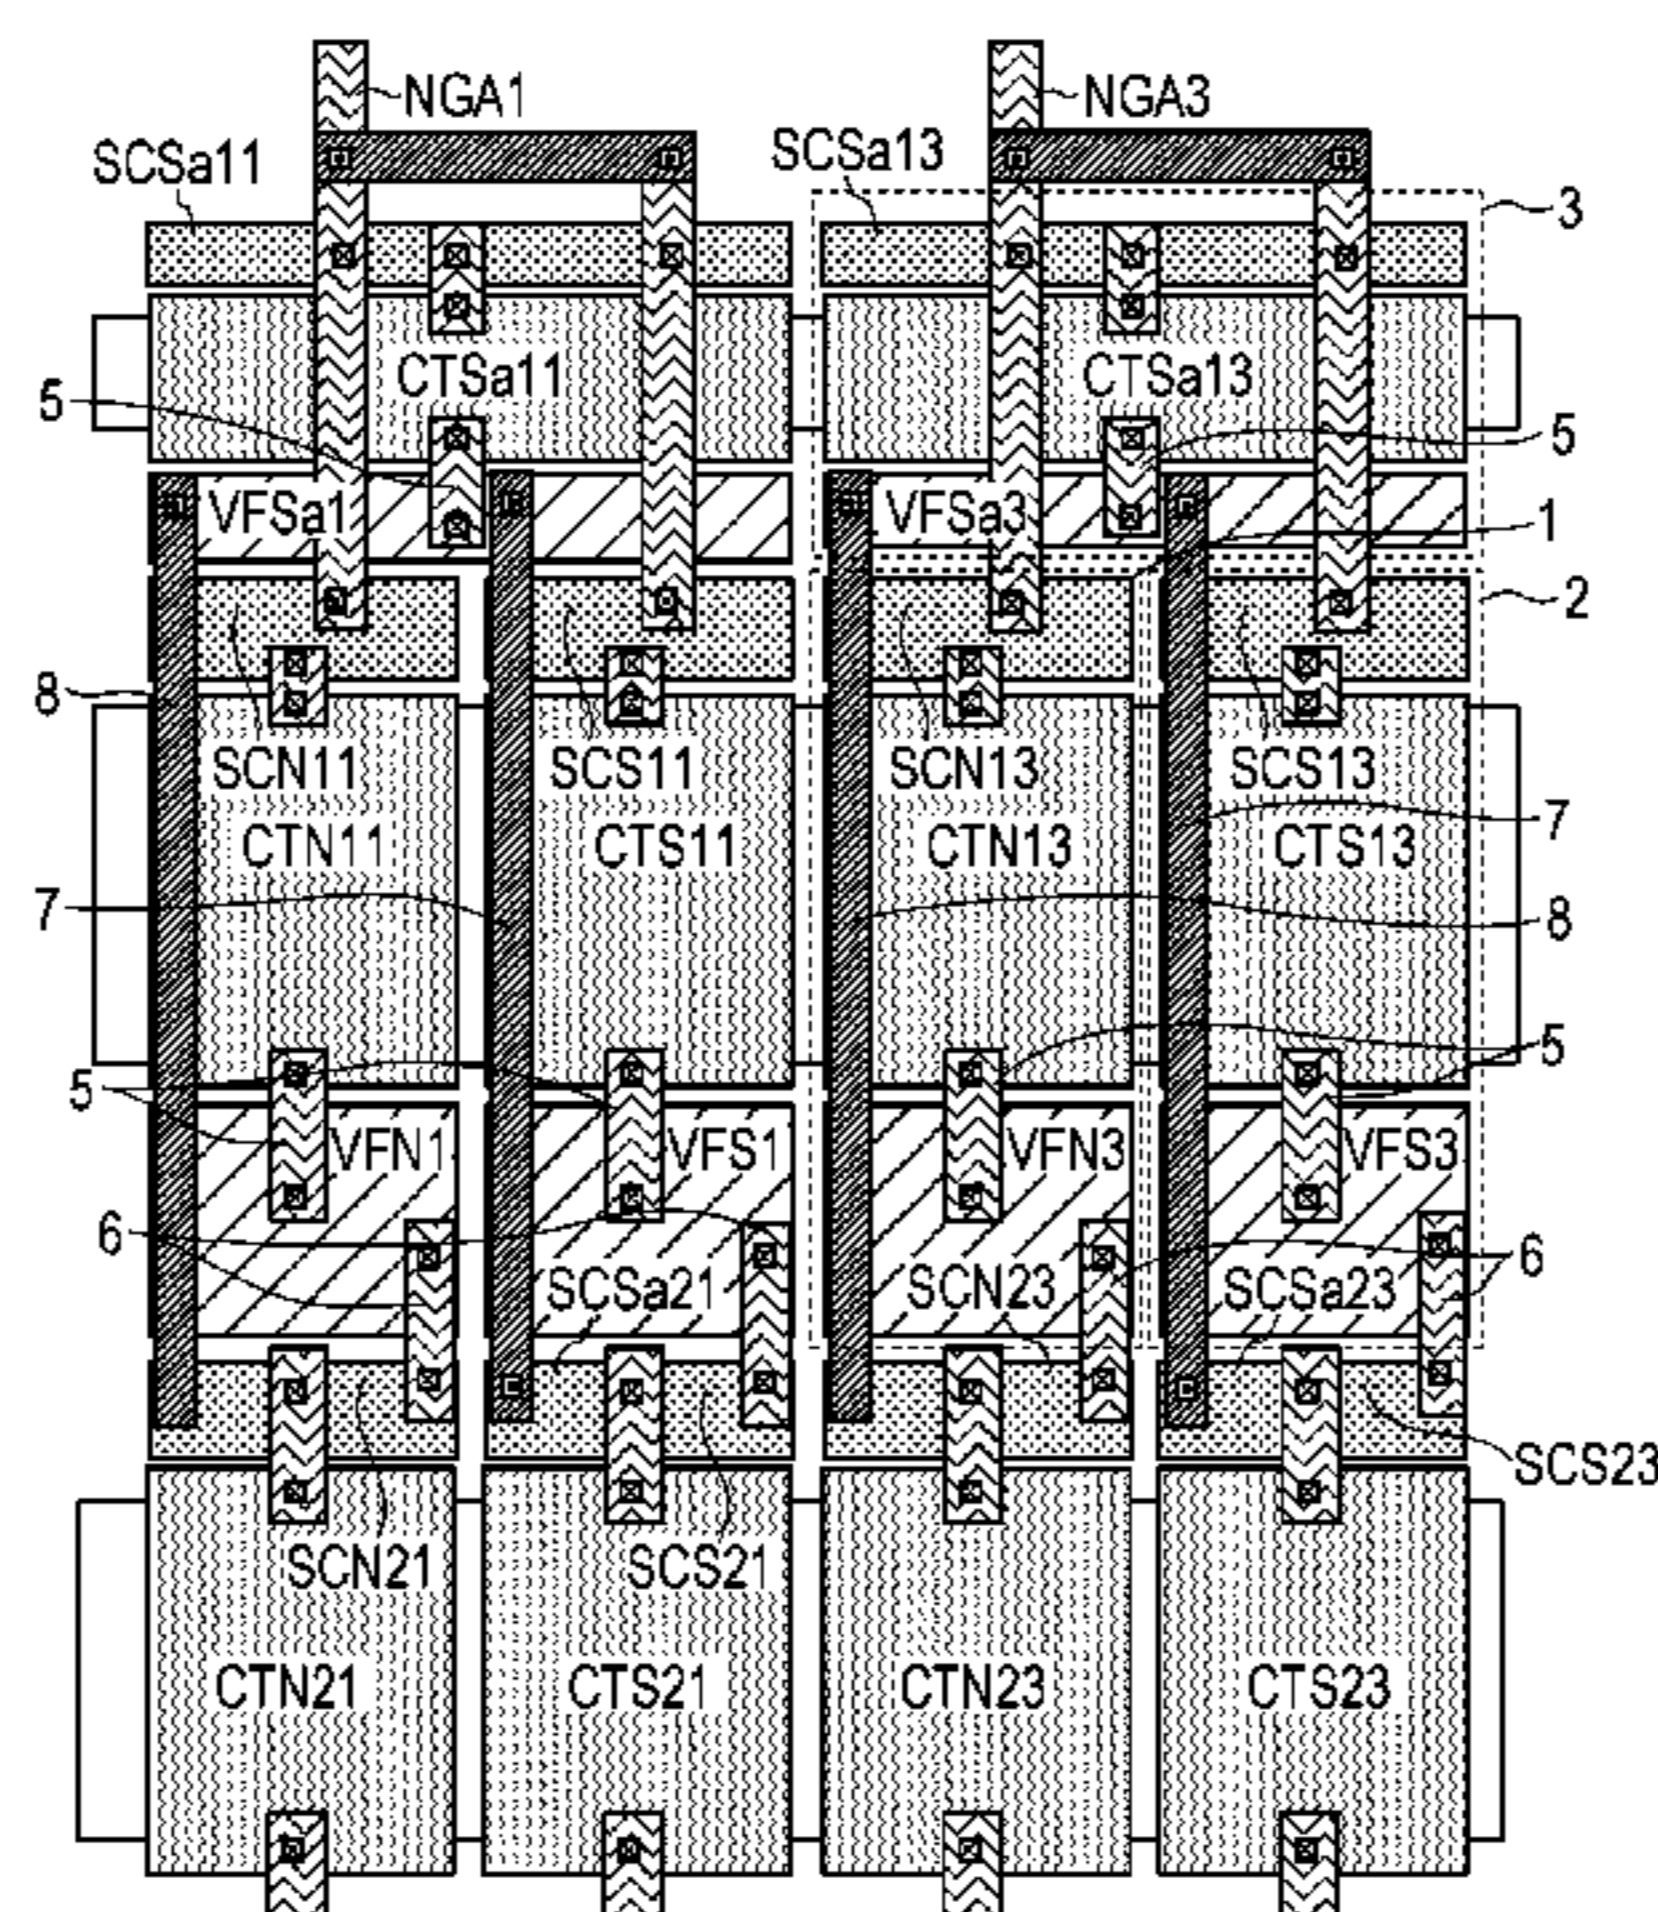 NGA1 NGA3
SCSa11 SCSa13
3
CTSa11 CTSa13
5 5
VFSa1 VFSa3 1
2
8
SCN11 SCS11 SCN13 SCS13
7
CTN11 CTS11 CTN13 CTS13
7 8
5 5
VFN1 VFS1 VFN3 VFS3
6 6
SCSa21 SCN23 SCSa23
SCS23
SCN21 SCS21
CTN21 CTS21 CTN23 CTS23